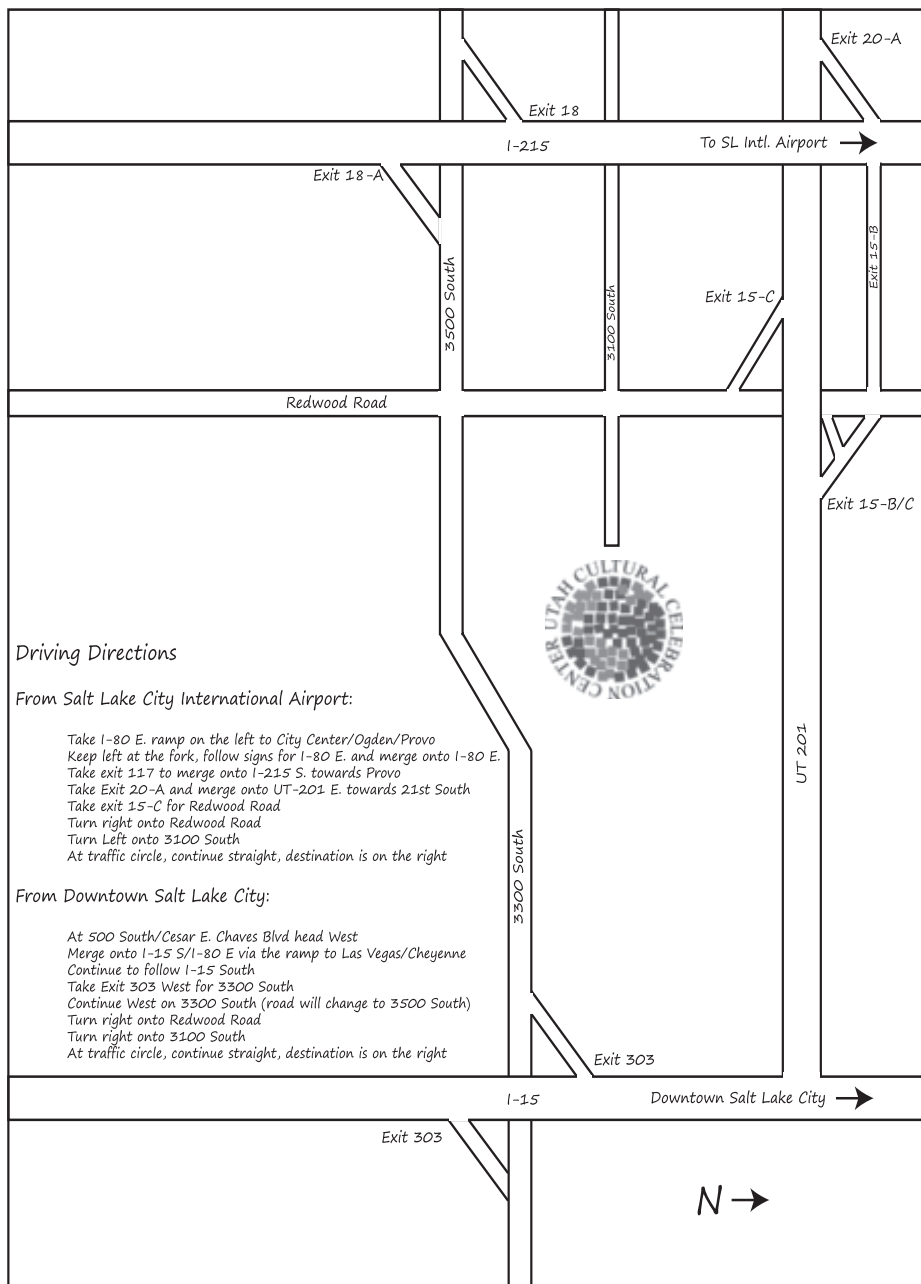 Exit 20-A
Exit 18
I-215
To SL Intl. Airport
Exit 18-A
3500 South
3100 South
Exit 15-C
Exit 15-B
Redwood Road
Exit 15-B/C
UTAH CULTURAL CELEBRATION CENTER
UT 201
Driving Directions
From Salt Lake City International Airport:
Take I-80 E. ramp on the left to City Center/Ogden/Provo
Keep left at the fork, follow signs for I-80 E. and merge onto I-80 E.
Take exit 117 to merge onto I-215 S. towards Provo
Take Exit 20-A and merge onto UT-201 E. towards 21st South
Take exit 15-C for Redwood Road
Turn right onto Redwood Road
Turn Left onto 3100 South
At traffic circle, continue straight, destination is on the right
From Downtown Salt Lake City:
At 500 South/Cesar E. Chaves Blvd head West
Merge onto I-15 S/I-80 E via the ramp to Las Vegas/Cheyenne
Continue to follow I-15 South
Take Exit 303 West for 3300 South
Continue West on 3300 South (road will change to 3500 South)
Turn right onto Redwood Road
Turn right onto 3100 South
At traffic circle, continue straight, destination is on the right
3300 South
Exit 303
I-15
Downtown Salt Lake City
Exit 303
N